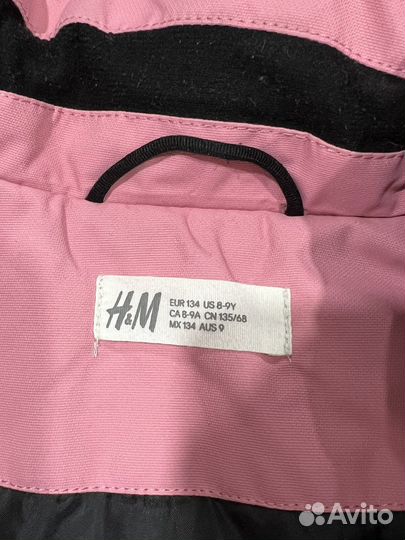 H&M
EUR 134 US 8-9Y
CA 8-9A CN 135/68
MX 134 AUS 9
Avito